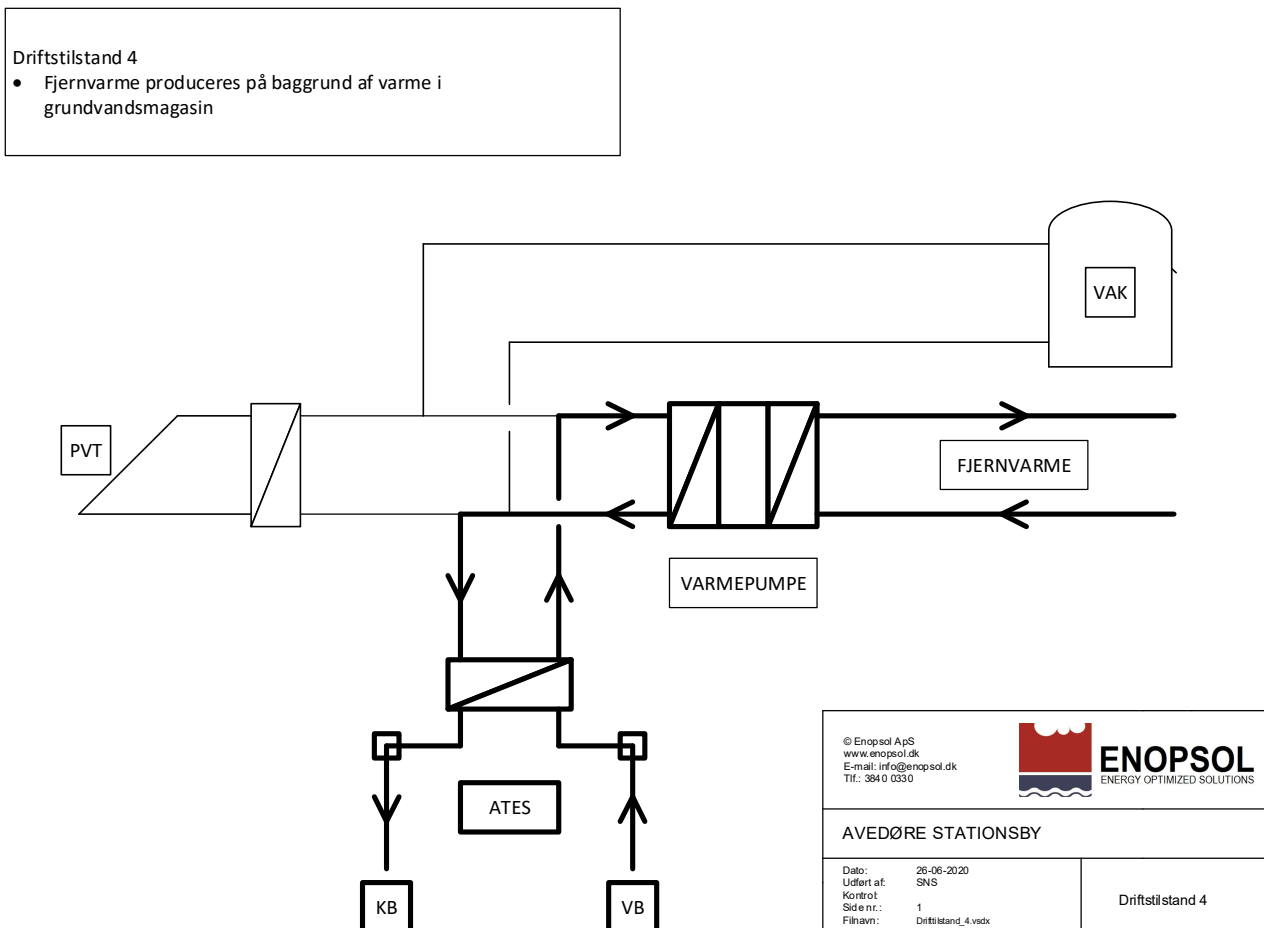 Driftstilstand 4
• Fjernvarme produceres på baggrund af varme i
grundvandsmagasin
VAK
PVT
FJERNVARME
VARMEPUMPE
ATES
KB
VB
© Enopsol ApS
www.enopsol.dk
E-mail: info@enopsol.dk
Tlf.: 3840 0330
ENOPSOL
ENERGY OPTIMIZED SOLUTIONS
AVEDØRE STATIONSBY
Dato: 26-06-2020
Udført af: SNS
Kontrol:
Side nr.: 1
Filnavn: Drifttilstand_4.vsdx
Driftstilstand 4